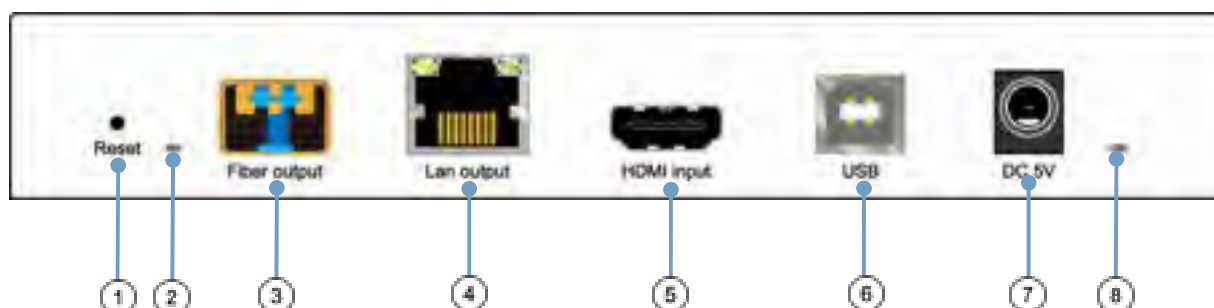 Reset
Fiber output
Lan output
HDMI input
USB
DC 5V
1 2 3 4 5 6 7 8